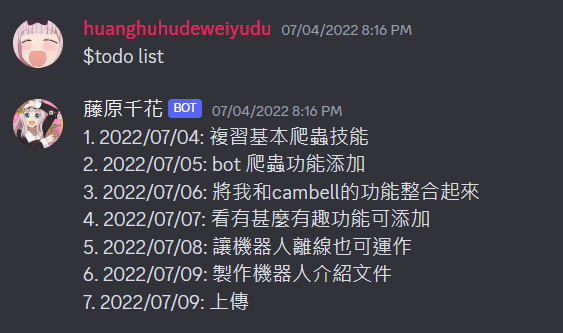 huanghuhudeweiyudu 07/04/2022 8:16 PM
$todo list
藤原千花 BOT 07/04/2022 8:16 PM
1. 2022/07/04: 複習基本爬蟲技能
2. 2022/07/05: bot 爬蟲功能添加
3. 2022/07/06: 將我和cambell的功能整合起來
4. 2022/07/07: 看有甚麼有趣功能可添加
5. 2022/07/08: 讓機器人離線也可運作
6. 2022/07/09: 製作機器人介紹文件
7. 2022/07/09: 上傳